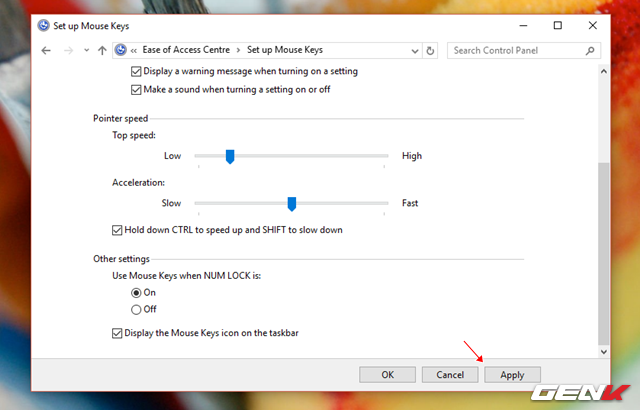 Set up Mouse Keys
« Ease of Access Centre > Set up Mouse Keys
Search Control Panel
Display a warning message when turning on a setting
Make a sound when turning a setting on or off
Pointer speed
Top speed:
Low High
Acceleration:
Slow Fast
Hold down CTRL to speed up and SHIFT to slow down
Other settings
Use Mouse Keys when NUM LOCK is:
On
Off
Display the Mouse Keys icon on the taskbar
OK Cancel Apply
GENK